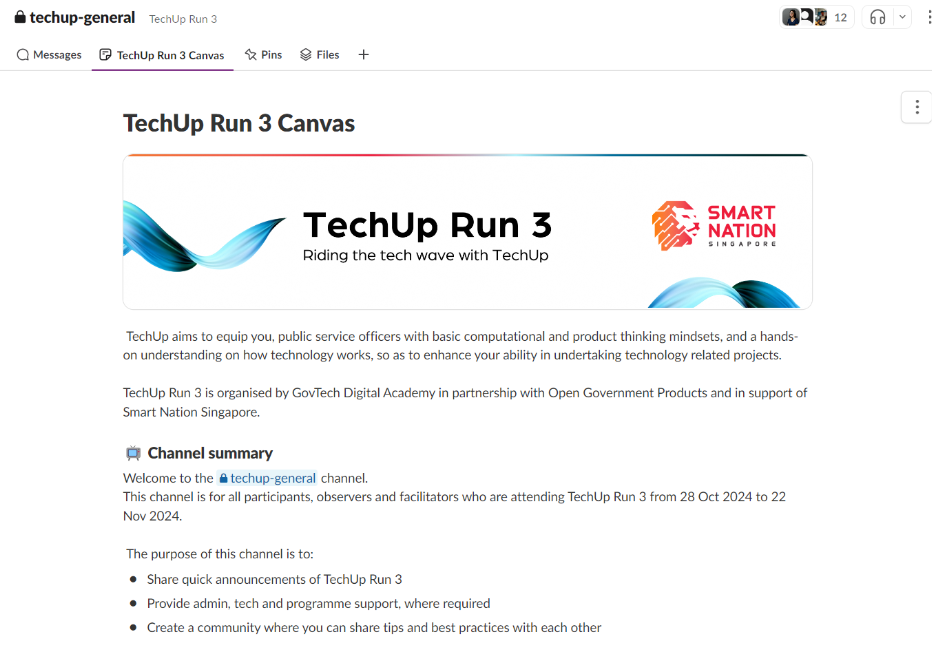 techup-general TechUp Run 3
12
Messages TechUp Run 3 Canvas Pins Files
TechUp Run 3 Canvas
TechUp Run 3
Riding the tech wave with TechUp
SMART
NATION
SINGAPORE
TechUp aims to equip you, public service officers with basic computational and product thinking mindsets, and a hands-
on understanding on how technology works, so as to enhance your ability in undertaking technology related projects.
TechUp Run 3 is organised by GovTech Digital Academy in partnership with Open Government Products and in support of
Smart Nation Singapore.
Channel summary
Welcome to the techup-general channel.
This channel is for all participants, observers and facilitators who are attending TechUp Run 3 from 28 Oct 2024 to 22
Nov 2024.
The purpose of this channel is to:
● Share quick announcements of TechUp Run 3
● Provide admin, tech and programme support, where required
● Create a community where you can share tips and best practices with each other